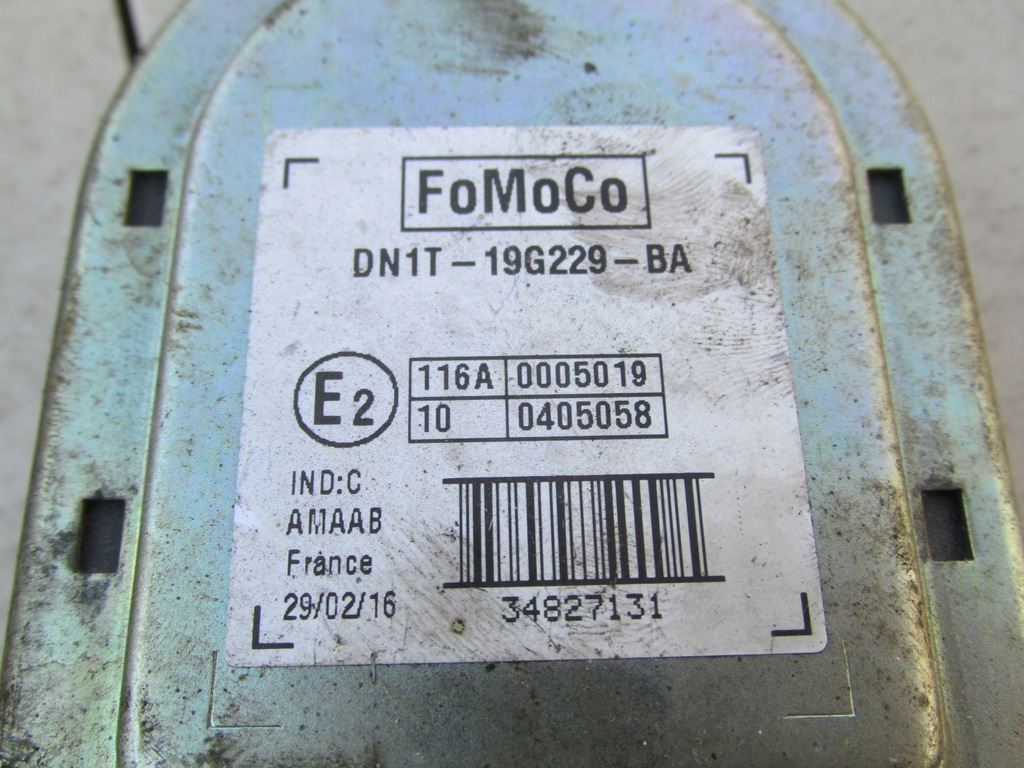 FoMoCo
DN1T-19G229-BA
E2
116A 0005019
10 0405058
IND:C
AMAAB
France
29/02/16
34827131